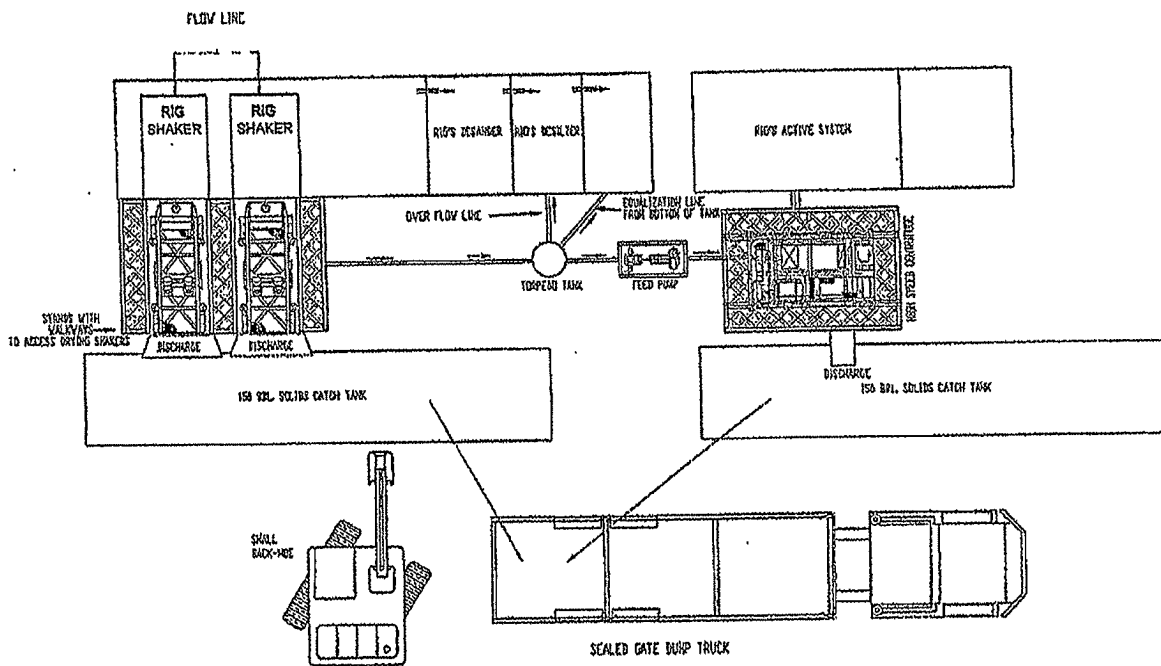 FLOW LINE
RIG
SHAKER
RIG
SHAKER
RIG'S DESANDER
RIG'S DESILTER
RIG'S ACTIVE SYSTEM
OVER FLOW LINE
EQUALIZATION LINE
FROM BOTTOM OF TANK
TORPEDO TANK
FEED PUMP
HIGH SPEED CENTRIFUGE
STANDS WITH
WALKWAYS
TO ACCESS DRYING SHAKERS
DISCHARGE
DISCHARGE
DISCHARGE
150 BBL. SOLIDS CATCH TANK
150 BBL. SOLIDS CATCH TANK
SMALL
BACK-HOE
SEALED GATE DUMP TRUCK